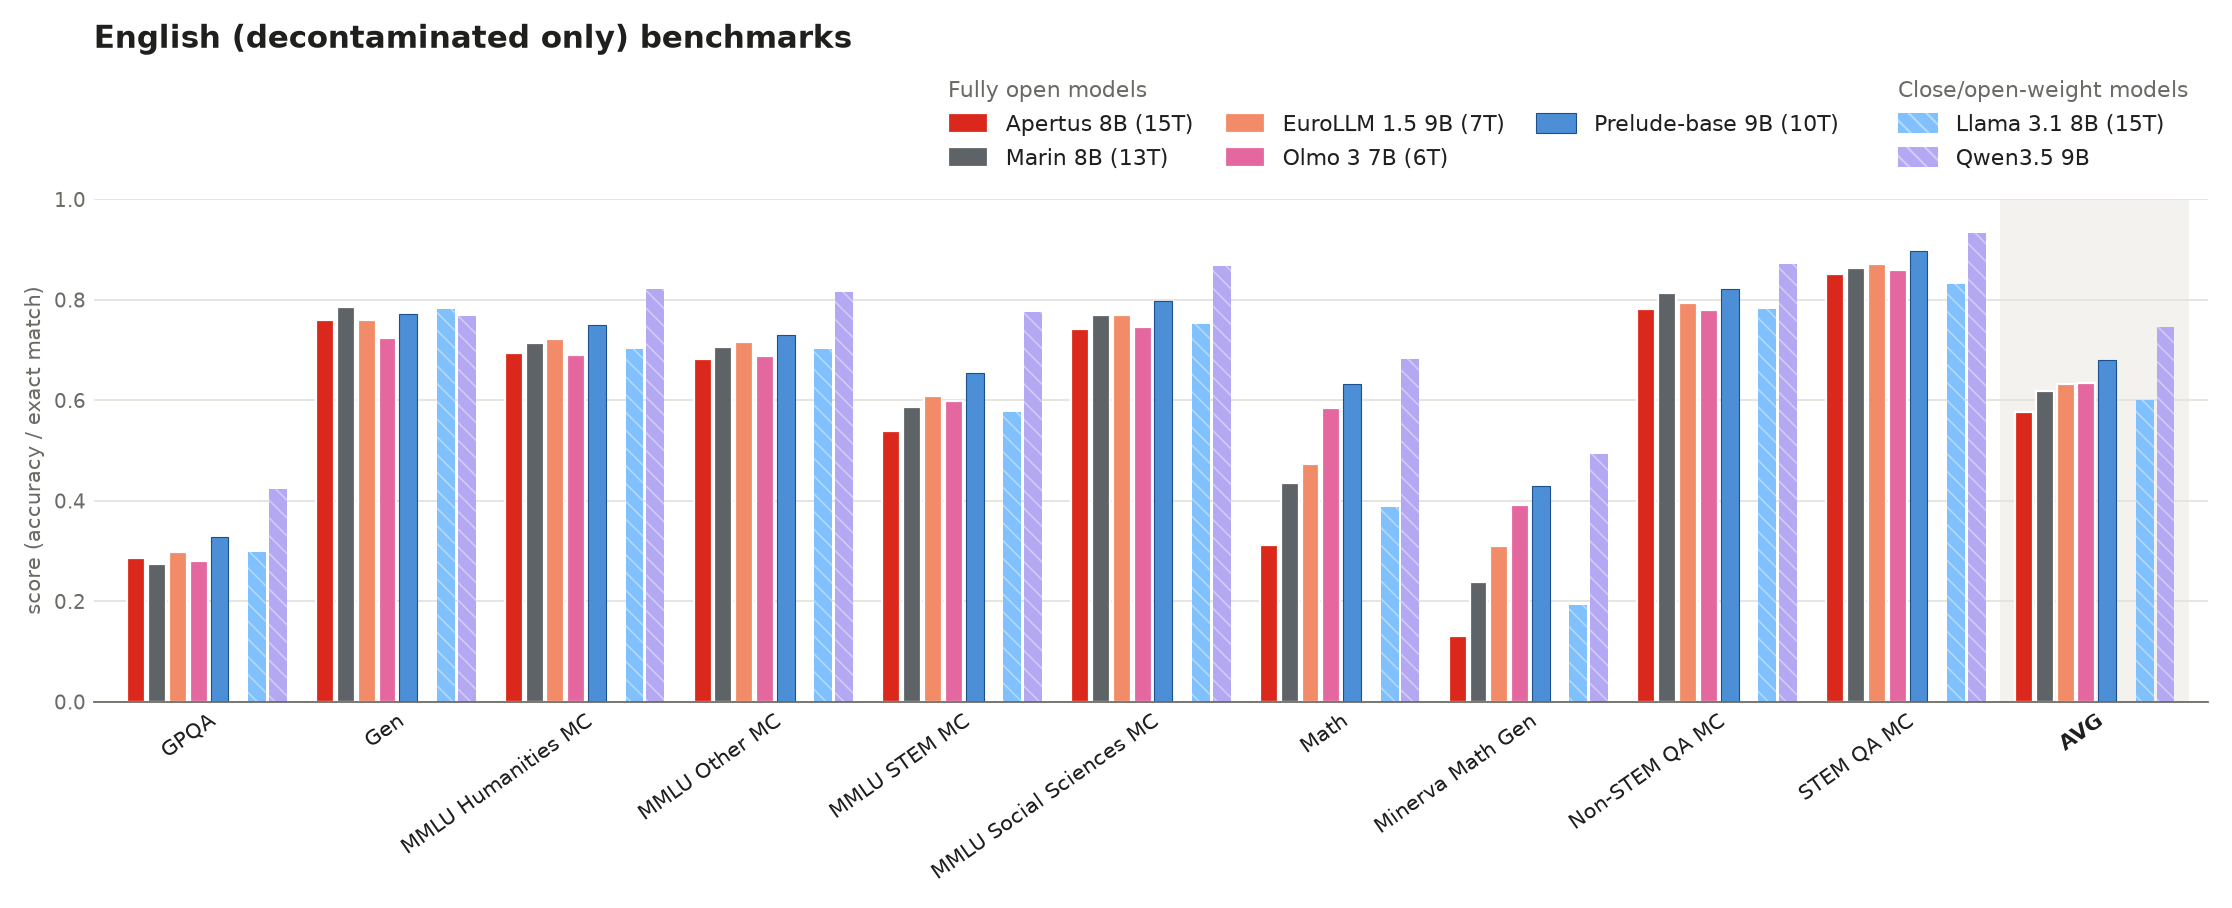 English (decontaminated only) benchmarks
Fully open models
Close/open-weight models
Apertus 8B (15T)
EuroLLM 1.5 9B (7T)
Prelude-base 9B (10T)
Llama 3.1 8B (15T)
Marin 8B (13T)
Olmo 3 7B (6T)
Qwen3.5 9B
score (accuracy / exact match)
1.0
0.8
0.6
0.4
0.2
0.0
GPQA
Gen
MMLU Humanities MC
MMLU Other MC
MMLU STEM MC
MMLU Social Sciences MC
Math
Minerva Math Gen
Non-STEM QA MC
STEM QA MC
AVG